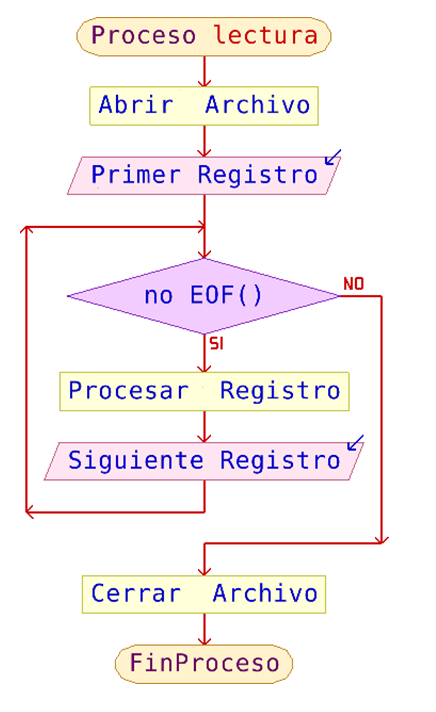 Proceso lectura
Abrir Archivo
Primer Registro
no EOF()
NO
SI
Procesar Registro
Siguiente Registro
Cerrar Archivo
FinProceso